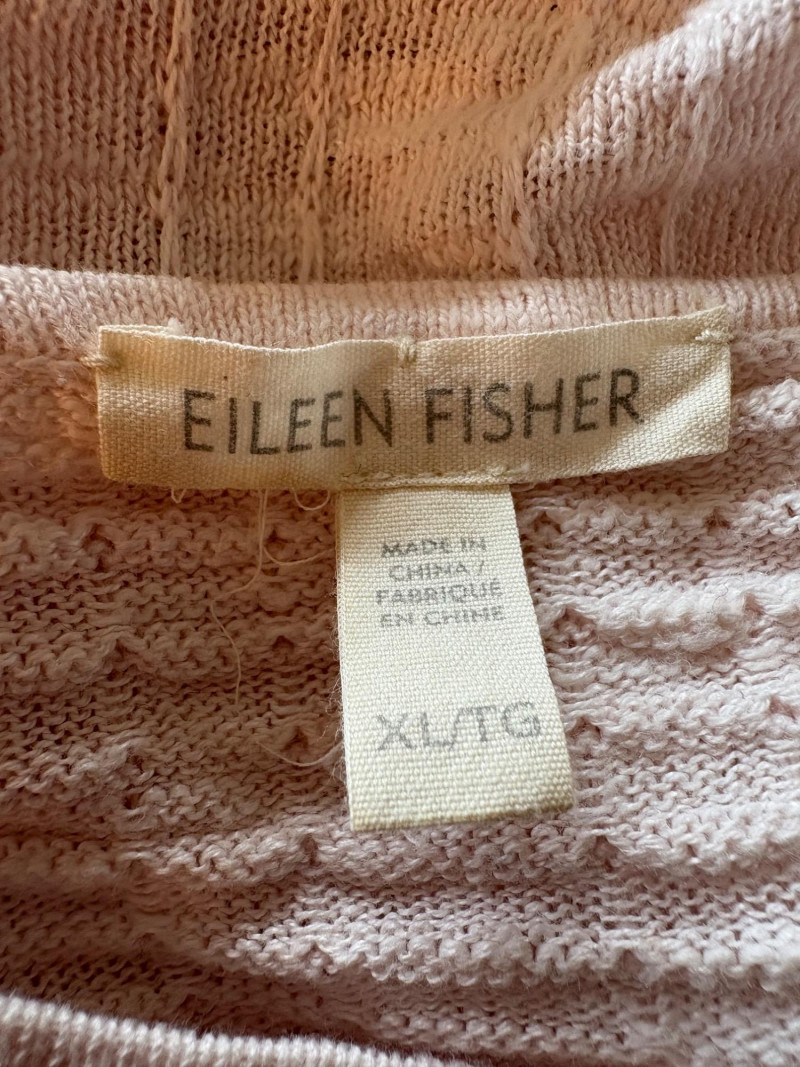 EILEEN FISHER
MADE IN
CHINA /
FABRIQUÉ
EN CHINE
XL/TG